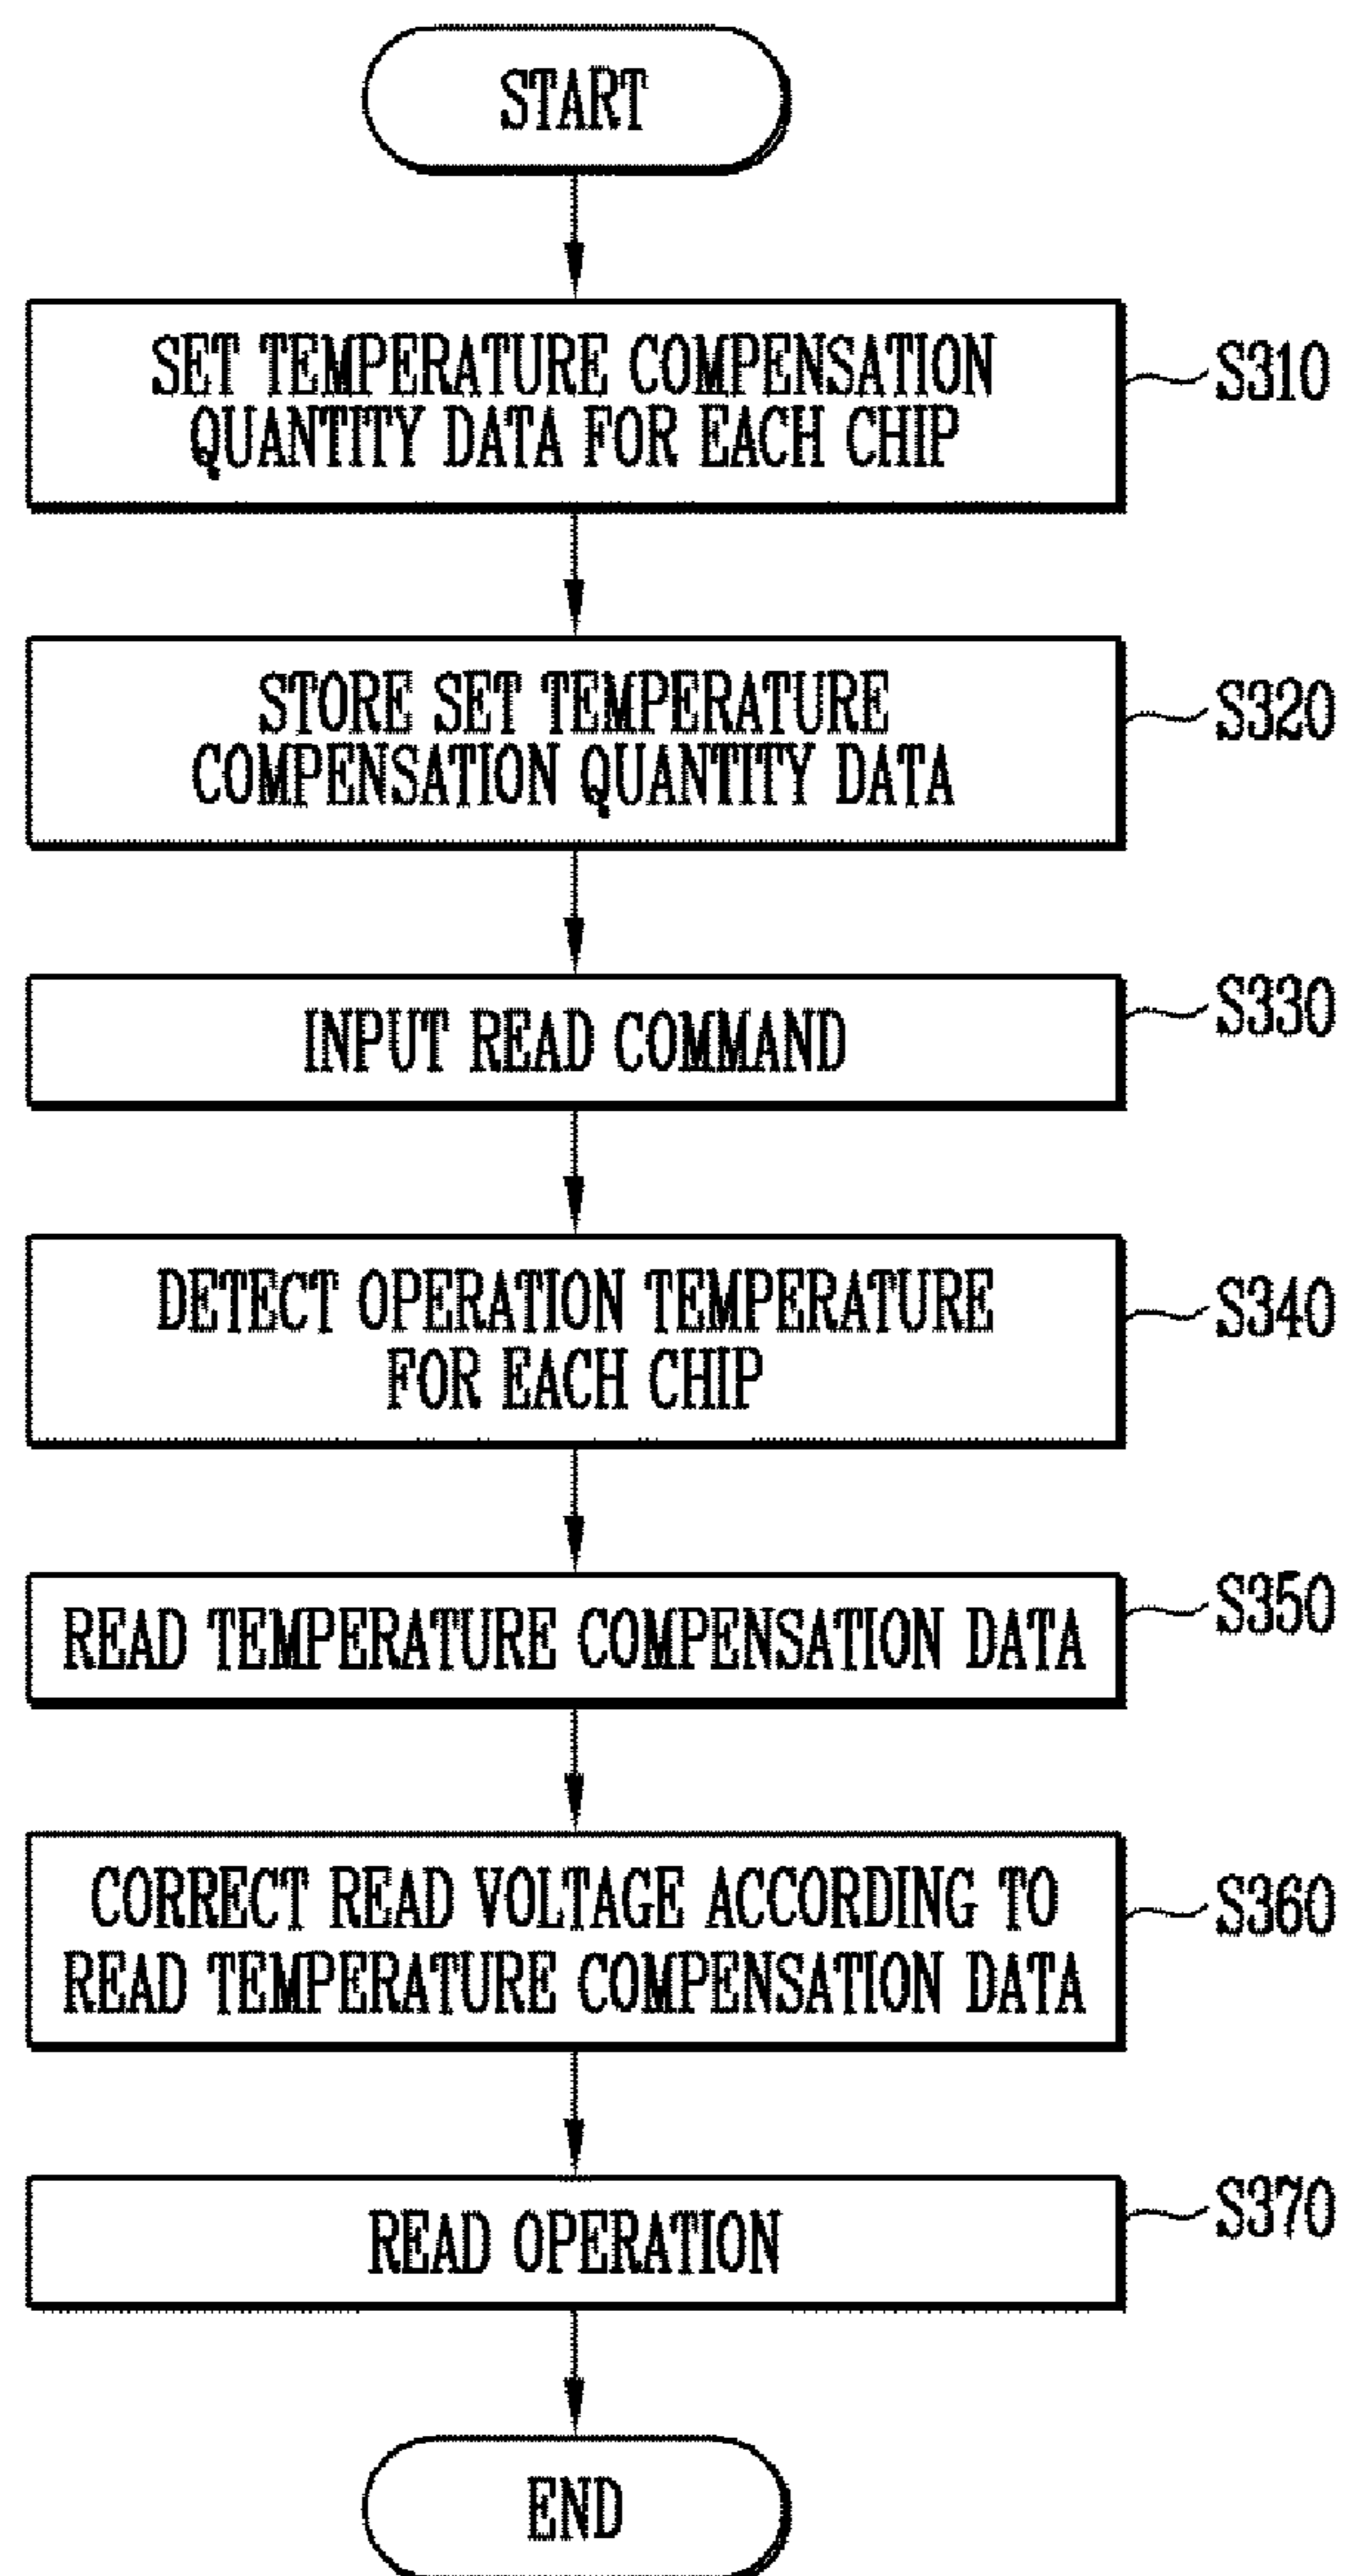 START
SET TEMPERATURE COMPENSATION
QUANTITY DATA FOR EACH CHIP
S310
STORE SET TEMPERATURE
COMPENSATION QUANTITY DATA
S320
INPUT READ COMMAND
S330
DETECT OPERATION TEMPERATURE
FOR EACH CHIP
S340
READ TEMPERATURE COMPENSATION DATA
S350
CORRECT READ VOLTAGE ACCORDING TO
READ TEMPERATURE COMPENSATION DATA
S360
READ OPERATION
S370
END